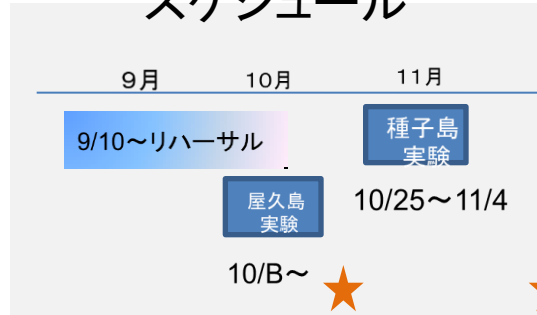 スケジュール
９月
10月
11月
9/10～リハーサル
種子島
実験
屋久島
実験
10/25～11/4
10/B～